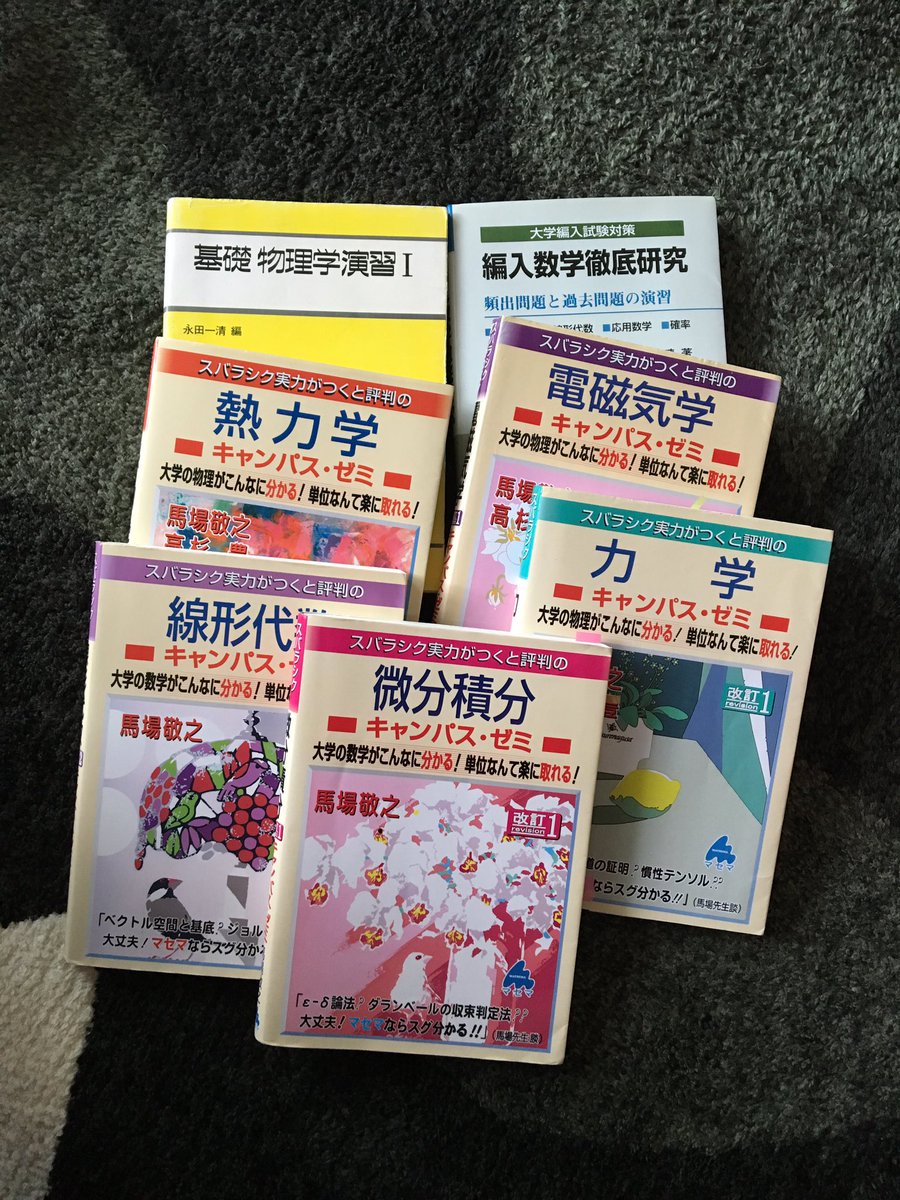 基礎 物理学演習 I
永田一清 編
大学編入試験対策
編入数学徹底研究
頻出問題と過去問題の演習
形代数 ■応用数学 ■確率
著
スバラシク実力がつくと評判の
熱力学
キャンパス・ゼミ
大学の物理がこんなに分かる！単位なんて楽に取れる！
馬場敬之
高杉 豊
スバラシク実力がつくと評判の
電磁気学
キャンパス・ゼミ
大学の物理がこんなに分かる！単位なんて楽に取れる！
馬場
高杉
スバラシク実力がつくと評判の
力 学
キャンパス・ゼミ
大学の物理がこんなに分かる！単位なんて楽に取れる！
之
改訂1
revision
マセマ
道の証明？慣性テンソル？？
ならスグ分かる!!」(馬場先生談)
スバラシク実力がつくと評判の
線形代
キャンパス・ゼ
大学の数学がこんなに分かる！単位な
馬場敬之
「ベクトル空間と基底？ジョル
大丈夫！マセマならスグ分かる
スバラシク実力がつくと評判の
微分積分
キャンパス・ゼミ
大学の数学がこんなに分かる！単位なんて楽に取れる！
馬場敬之
改訂1
revision
マセマ
「ε-δ論法？ダランベールの収束判定法？？
大丈夫！マセマならスグ分かる!!」(馬場先生談)